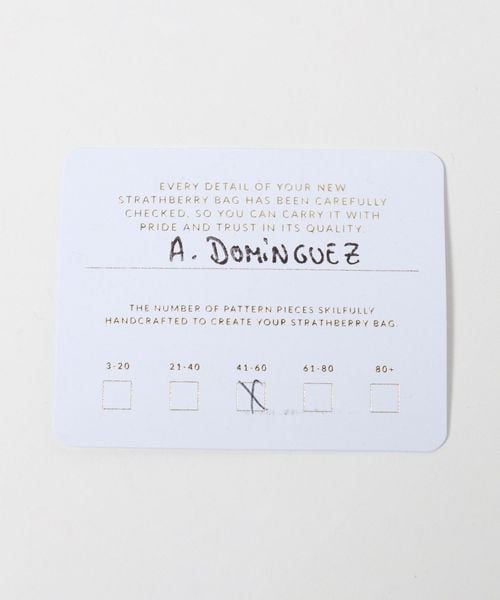 EVERY DETAIL OF YOUR NEW
STRATHBERRY BAG HAS BEEN CAREFULLY
CHECKED, SO YOU CAN CARRY IT WITH
PRIDE AND TRUST IN ITS QUALITY.
A. DOMINGUEZ
THE NUMBER OF PATTERN PIECES SKILFULLY
HANDCRAFTED TO CREATE YOUR STRATHBERRY BAG.
3-20 21-40 41-60 61-80 80+
X